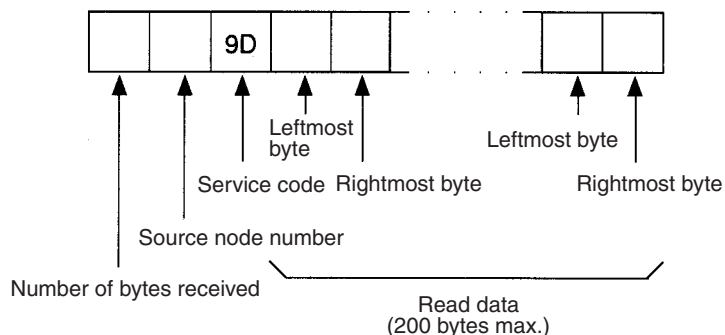 9D
Leftmost
byte
Leftmost byte
Service code
Rightmost byte
Rightmost byte
Source node number
Number of bytes received
Read data
(200 bytes max.)